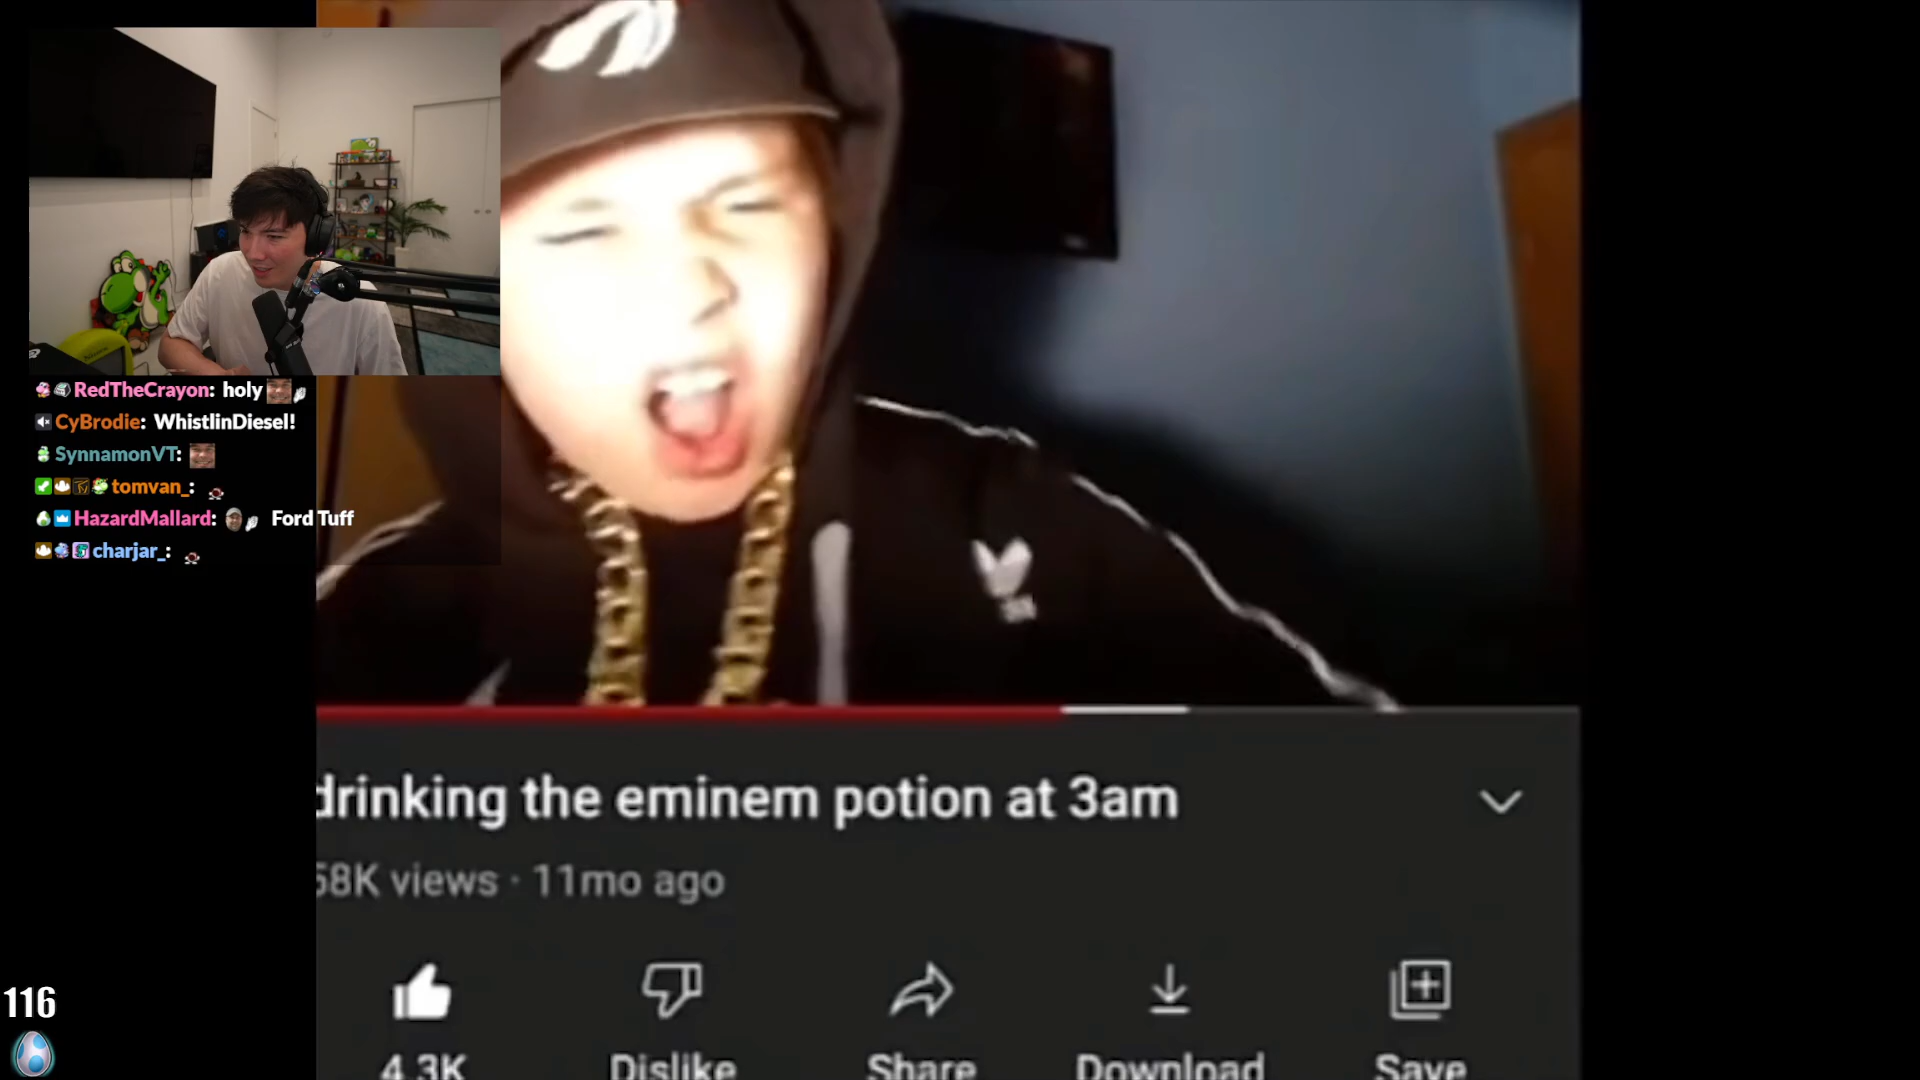 RedTheCrayon: holy
CyBrodie: WhistlinDiesel!
SynnamonVT:
tomvan_:
HazardMallard: Ford Tuff
charjar_:
drinking the eminem potion at 3am
58K views · 11mo ago
4.3K Dislike Share Download Save
116